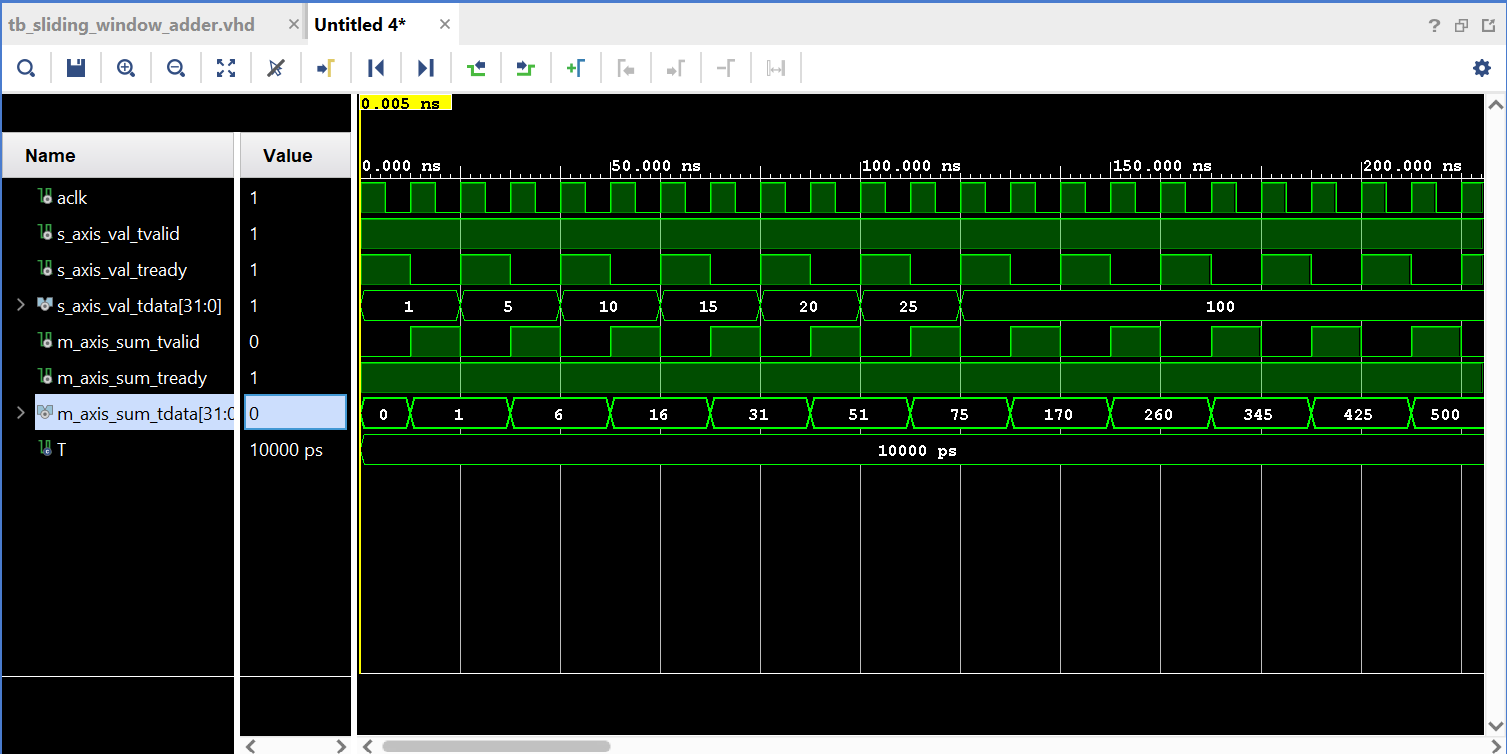 tb_sliding_window_adder.vhd × Untitled 4* × ?
0.005 ns
Name Value
0.000 ns 50.000 ns 100.000 ns 150.000 ns 200.000 ns
aclk 1
s_axis_val_tvalid 1
s_axis_val_tready 1
s_axis_val_tdata[31:0] 1 1 5 10 15 20 25 100
m_axis_sum_tvalid 0
m_axis_sum_tready 1
m_axis_sum_tdata[31:0 0 0 1 6 16 31 51 75 170 260 345 425 500
T 10000 ps 10000 ps